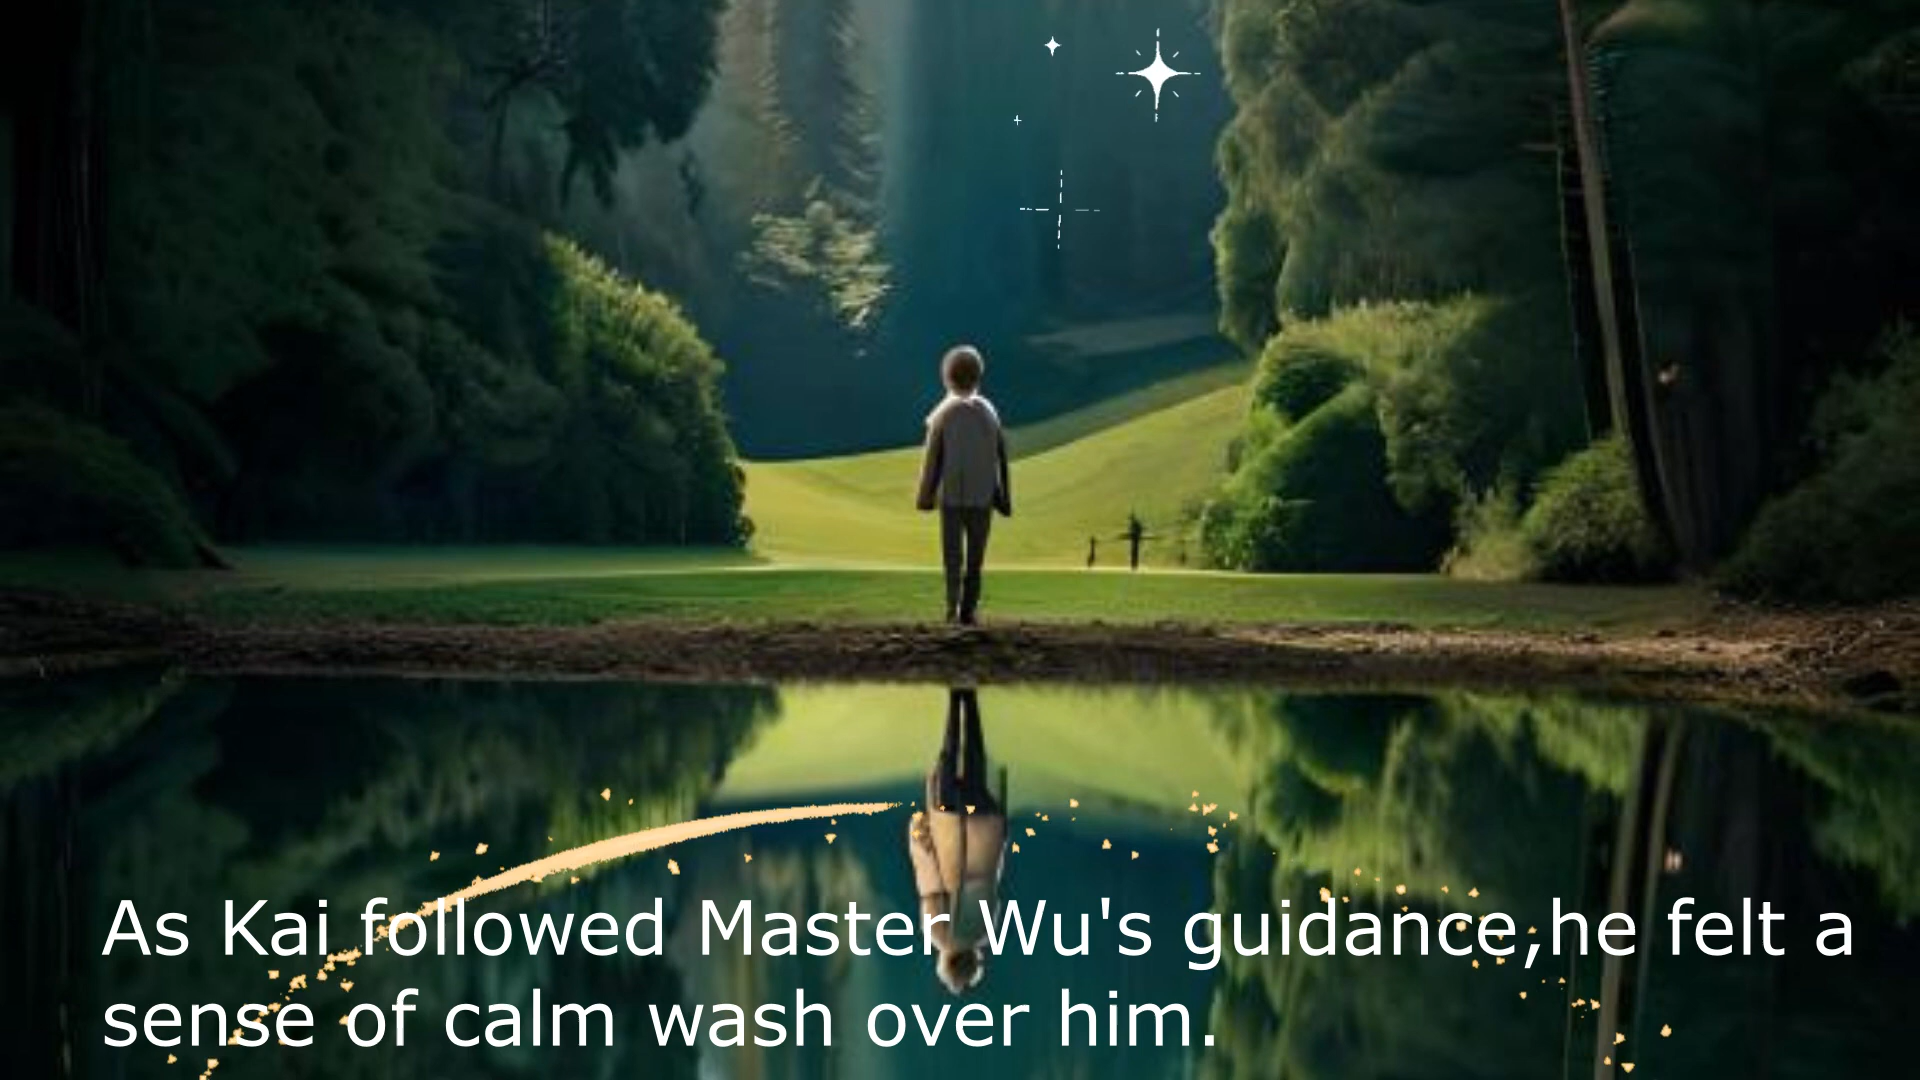 As Kai followed Master Wu's guidance,he felt a
sense of calm wash over him.